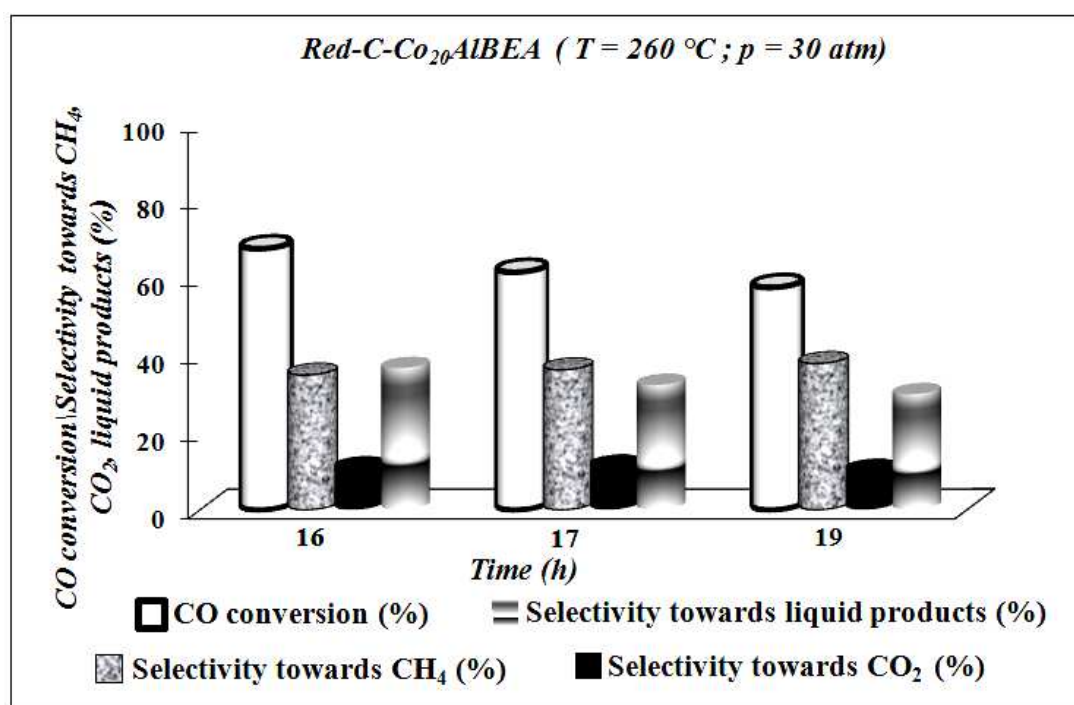 Red-C-Co₂₀AlBEA ( T = 260 °C ; p = 30 atm)
CO conversion\Selectivity towards CH₄,
CO₂, liquid products (%)
100
80
60
40
20
0
16 17 19
Time (h)
CO conversion (%) Selectivity towards liquid products (%)
Selectivity towards CH₄ (%) Selectivity towards CO₂ (%)